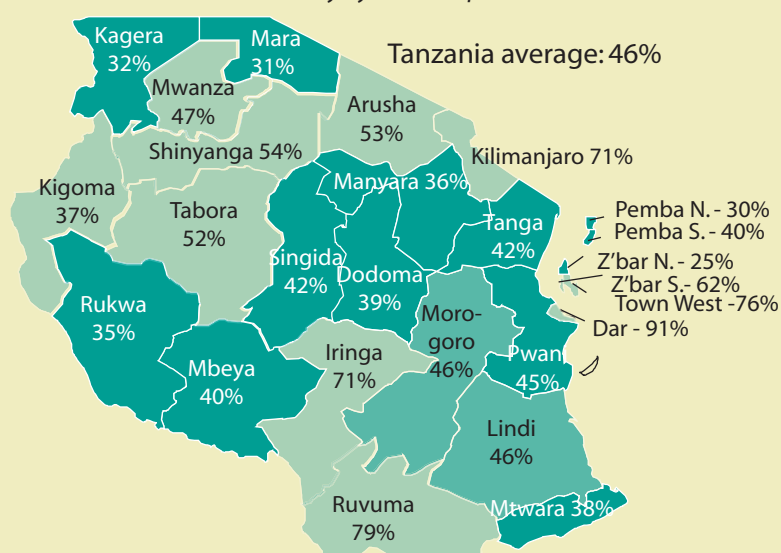 Tanzania average: 46%
Kagera
32%
Mara
31%
Mwanza
47%
Arusha
53%
Shinyanga 54%
Kilimanjaro 71%
Kigoma
37%
Manyara 36%
Tabora
52%
Tanga
42%
Pemba N. - 30%
Pemba S. - 40%
Z'bar N. - 25%
Z'bar S.- 62%
Town West -76%
Dar - 91%
Singida
42%
Dodoma
39%
Rukwa
35%
Moro-
goro
46%
Iringa
71%
Pwani
45%
Mbeya
40%
Lindi
46%
Ruvuma
79%
Mtwara 38%